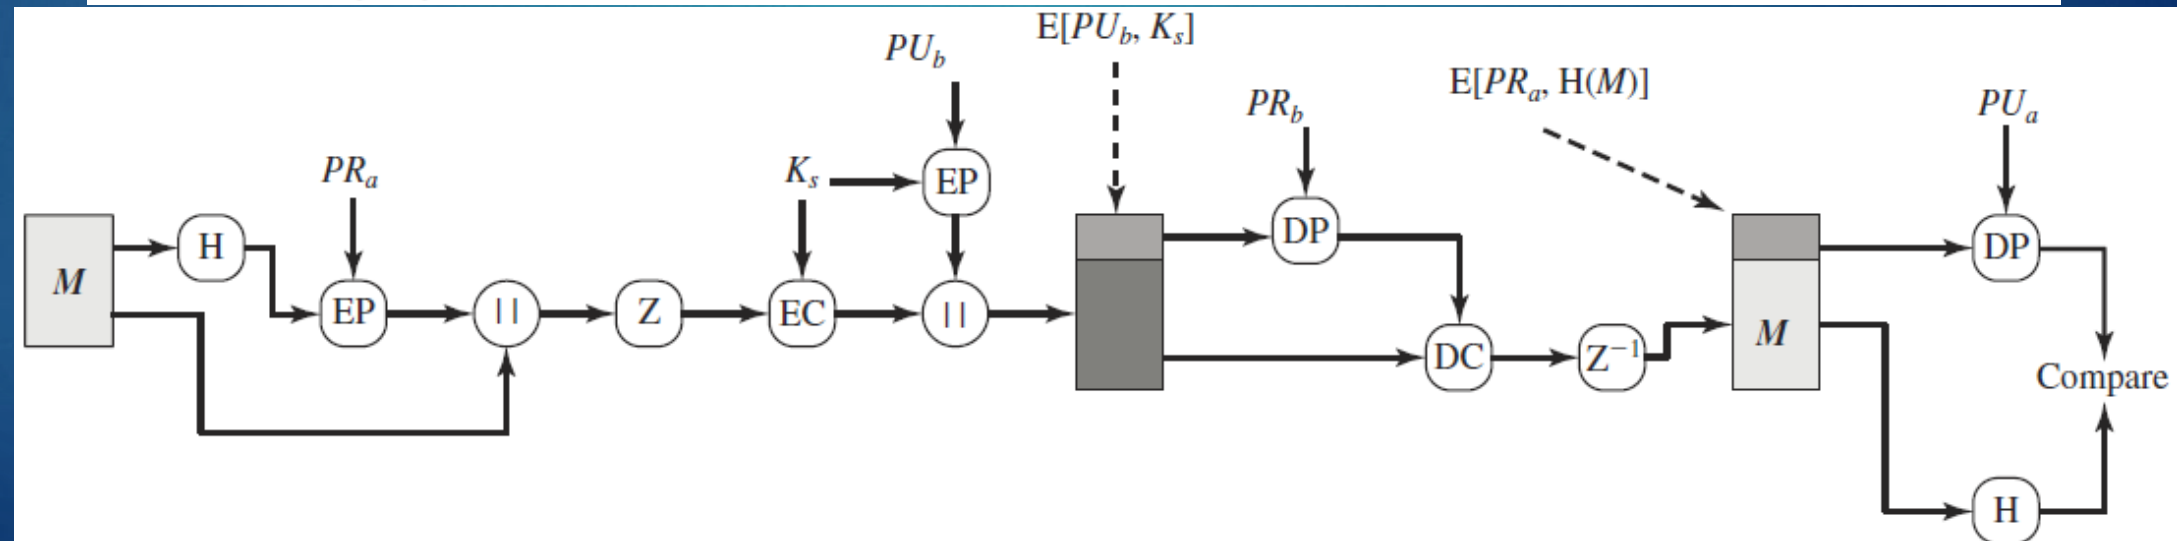 E[PU_b, K_s]
PU_b
E[PR_a, H(M)]
PR_b
PU_a
PR_a
K_s
EP
M
H
EP
||
Z
EC
||
DP
DC
Z⁻¹
M
DP
Compare
H